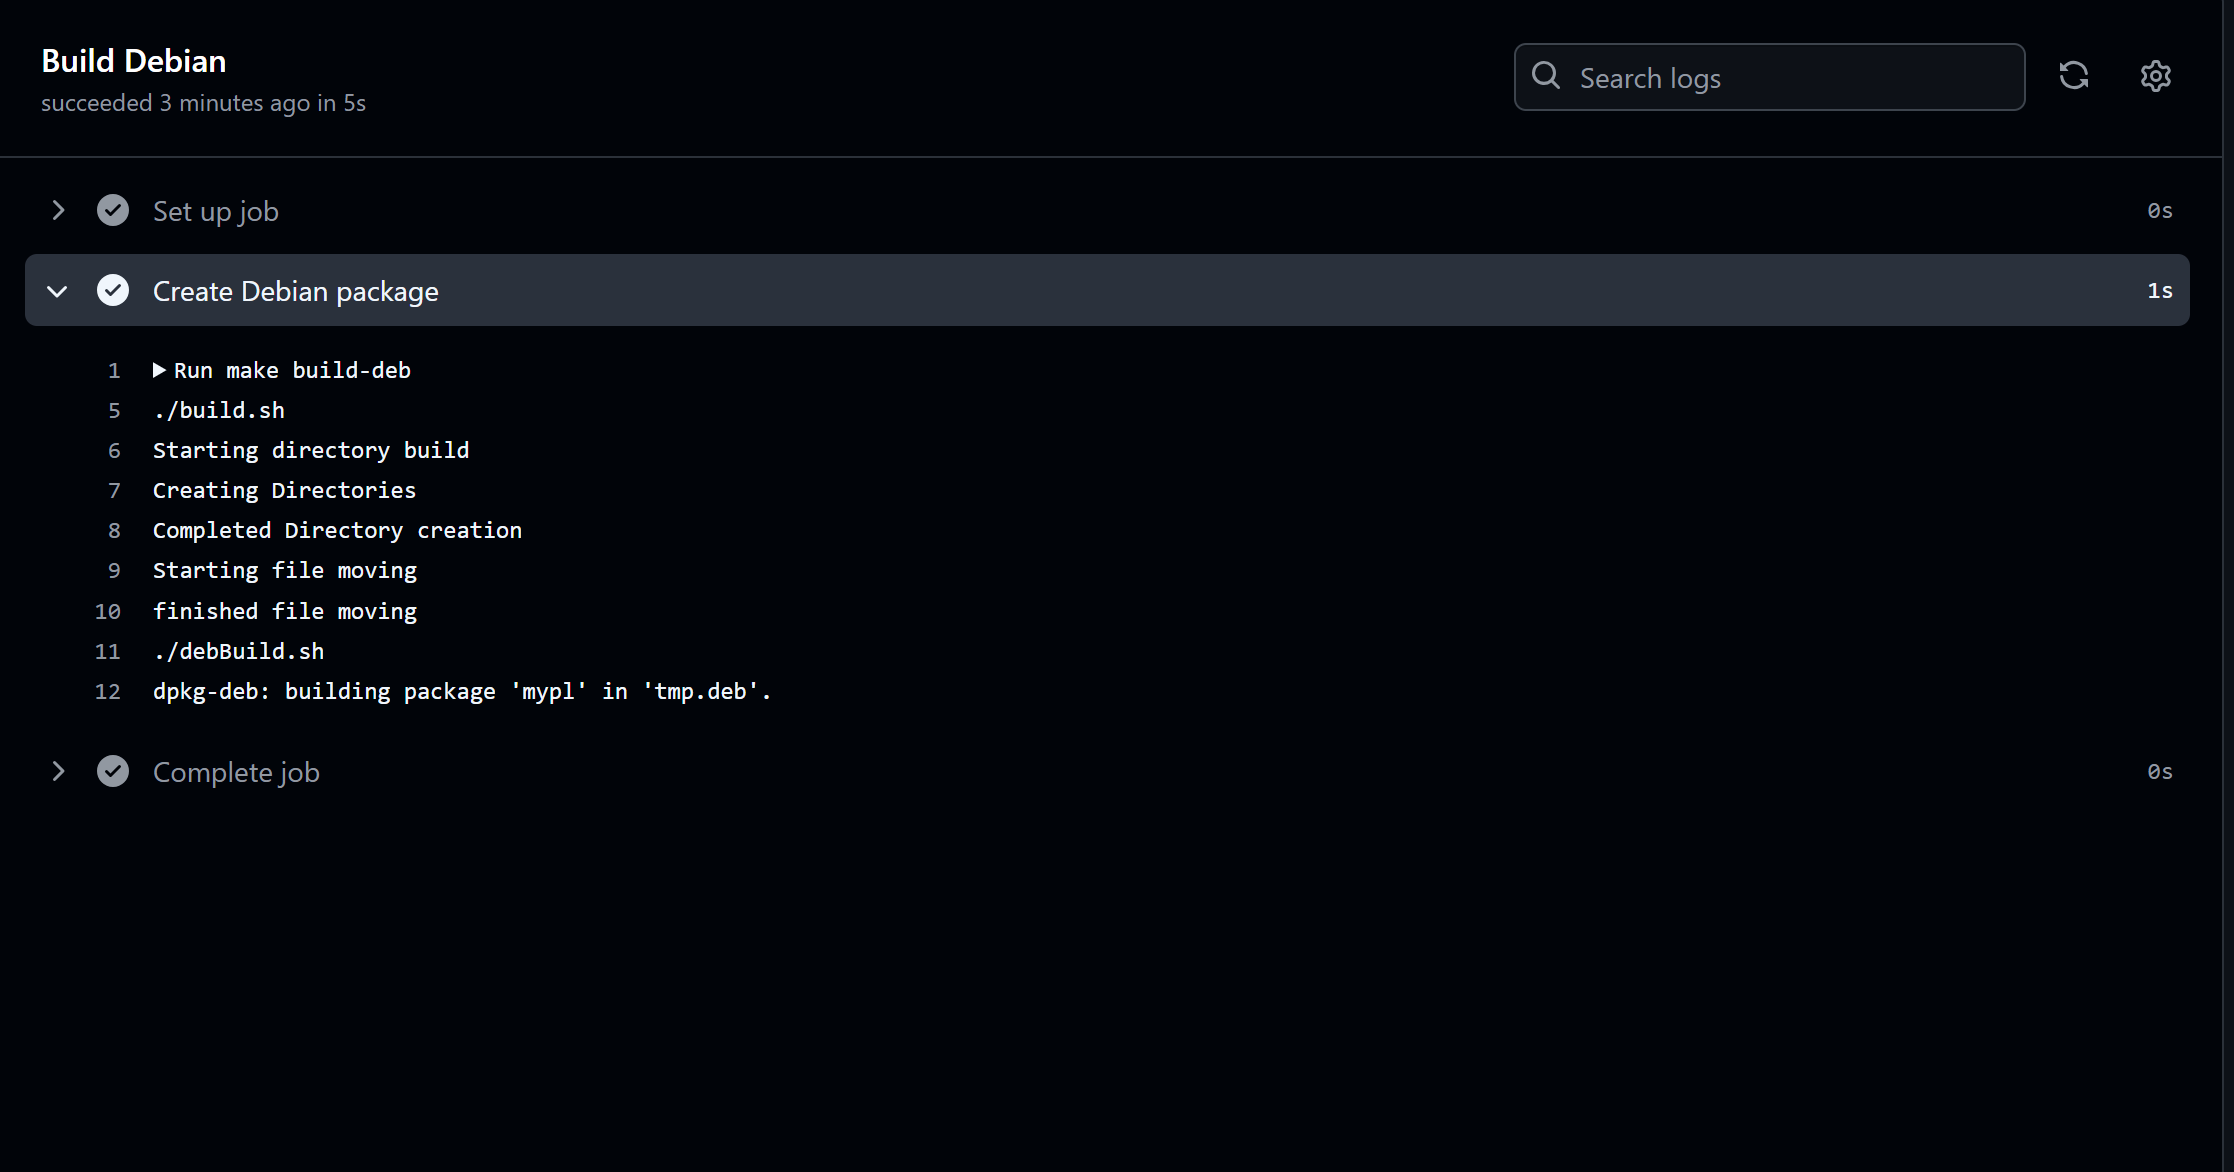 Build Debian
succeeded 3 minutes ago in 5s
Search logs
Set up job 0s
Create Debian package 1s
1 Run make build-deb
5 ./build.sh
6 Starting directory build
7 Creating Directories
8 Completed Directory creation
9 Starting file moving
10 finished file moving
11 ./debBuild.sh
12 dpkg-deb: building package 'mypl' in 'tmp.deb'.
Complete job 0s